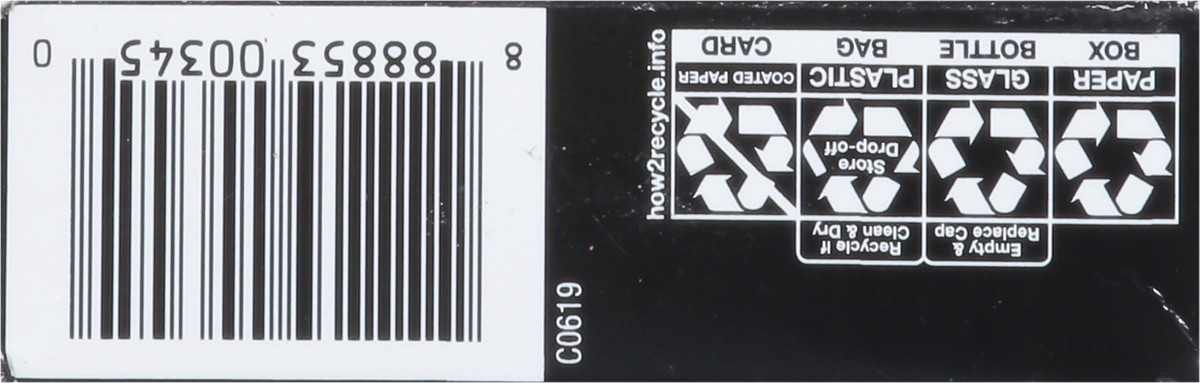 8 88853 00345 0
Empty &
Replace Cap
Recycle If
Clean & Dry
Store
Drop-off
PAPER GLASS PLASTIC COATED PAPER
BOX BOTTLE BAG CARD
how2recycle.info
C0619